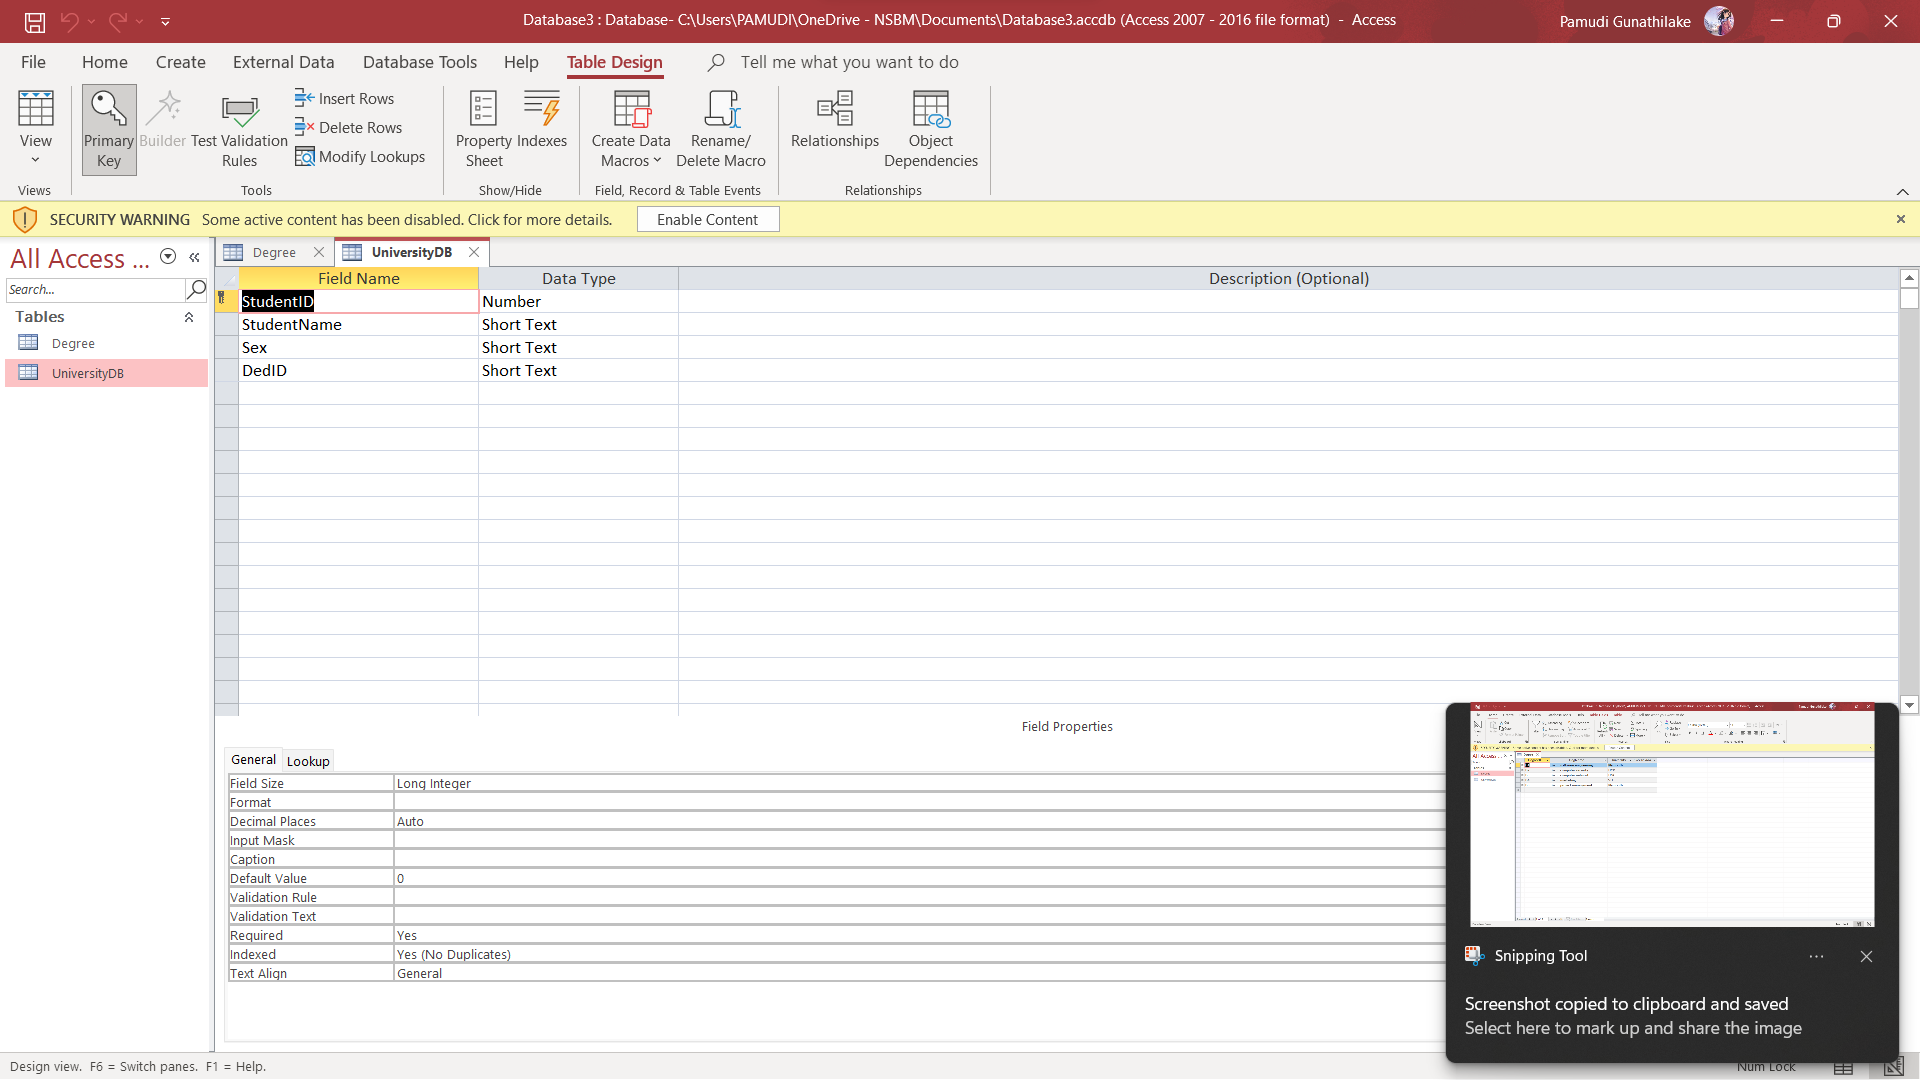 Database3 : Database- C:\Users\PAMUDI\OneDrive - NSBM\Documents\Database3.accdb (Access 2007 - 2016 file format) - Access
Pamudi Gunathilake
File Home Create External Data Database Tools Help Table Design Tell me what you want to do
View
Primary Key
Builder
Test Validation Rules
Insert Rows
Delete Rows
Modify Lookups
Property Sheet
Indexes
Create Data Macros
Rename/ Delete Macro
Relationships
Object Dependencies
Views
Tools
Show/Hide
Field, Record & Table Events
Relationships
SECURITY WARNING Some active content has been disabled. Click for more details. Enable Content
All Access ...
Search...
Tables
Degree
UniversityDB
Degree
UniversityDB
Field Name Data Type Description (Optional)
StudentID Number
StudentName Short Text
Sex Short Text
DedID Short Text
Field Properties
General Lookup
Field Size Long Integer
Format
Decimal Places Auto
Input Mask
Caption
Default Value 0
Validation Rule
Validation Text
Required Yes
Indexed Yes (No Duplicates)
Text Align General
Snipping Tool
Screenshot copied to clipboard and saved
Select here to mark up and share the image
Design view. F6 = Switch panes. F1 = Help.
Num Lock